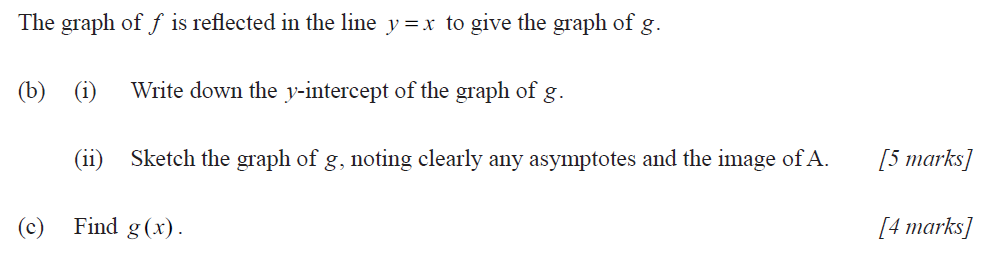 The graph of f is reflected in the line y = x to give the graph of g.
(b) (i) Write down the y-intercept of the graph of g.
(ii) Sketch the graph of g, noting clearly any asymptotes and the image of A. [5 marks]
(c) Find g(x). [4 marks]